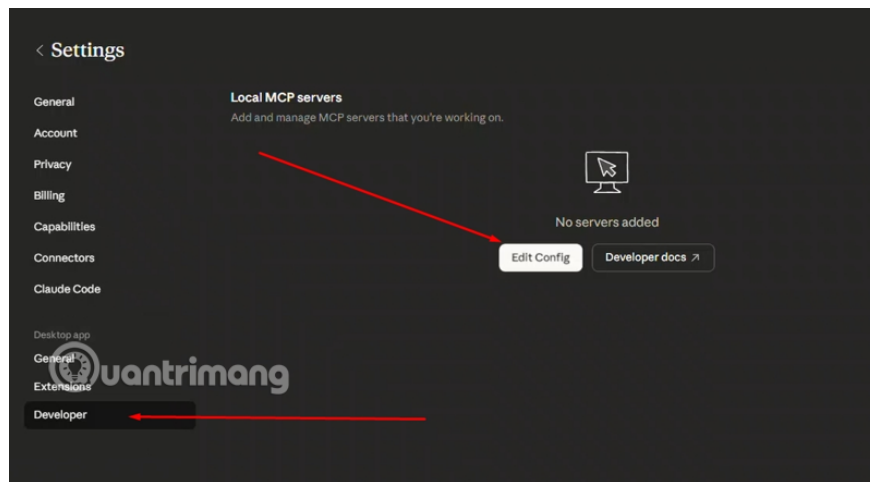 < Settings
General
Account
Privacy
Billing
Capabilities
Connectors
Claude Code
Desktop app
General
Extensions
Developer
Local MCP servers
Add and manage MCP servers that you're working on.
No servers added
Edit Config
Developer docs ↗
Quantrimang